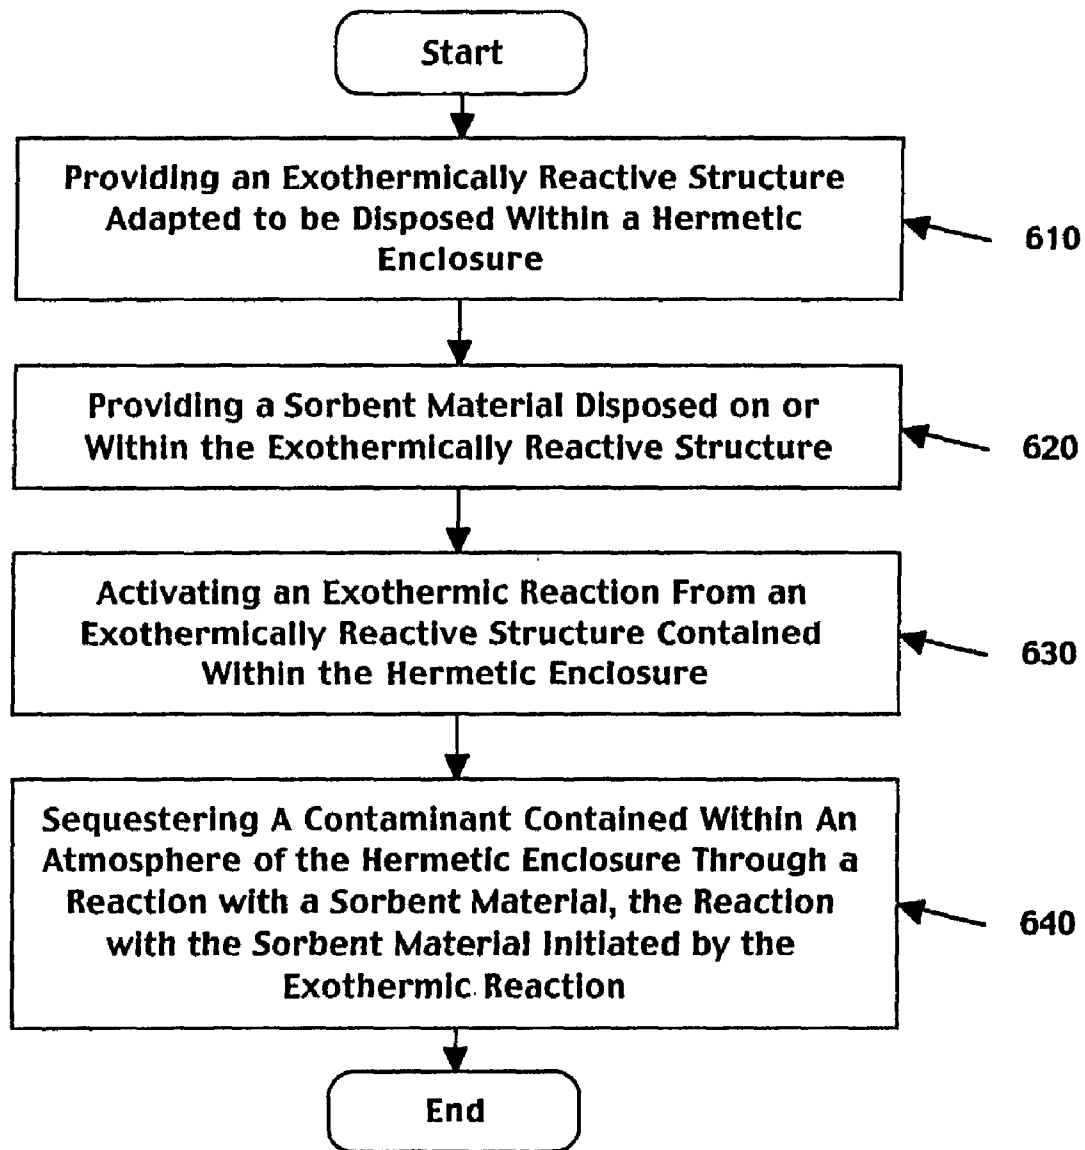 Start
Providing an Exothermically Reactive Structure
Adapted to be Disposed Within a Hermetic
Enclosure
610
Providing a Sorbent Material Disposed on or
Within the Exothermically Reactive Structure
620
Activating an Exothermic Reaction From an
Exothermically Reactive Structure Contained
Within the Hermetic Enclosure
630
Sequestering A Contaminant Contained Within An
Atmosphere of the Hermetic Enclosure Through a
Reaction with a Sorbent Material, the Reaction
with the Sorbent Material Initiated by the
Exothermic Reaction
640
End